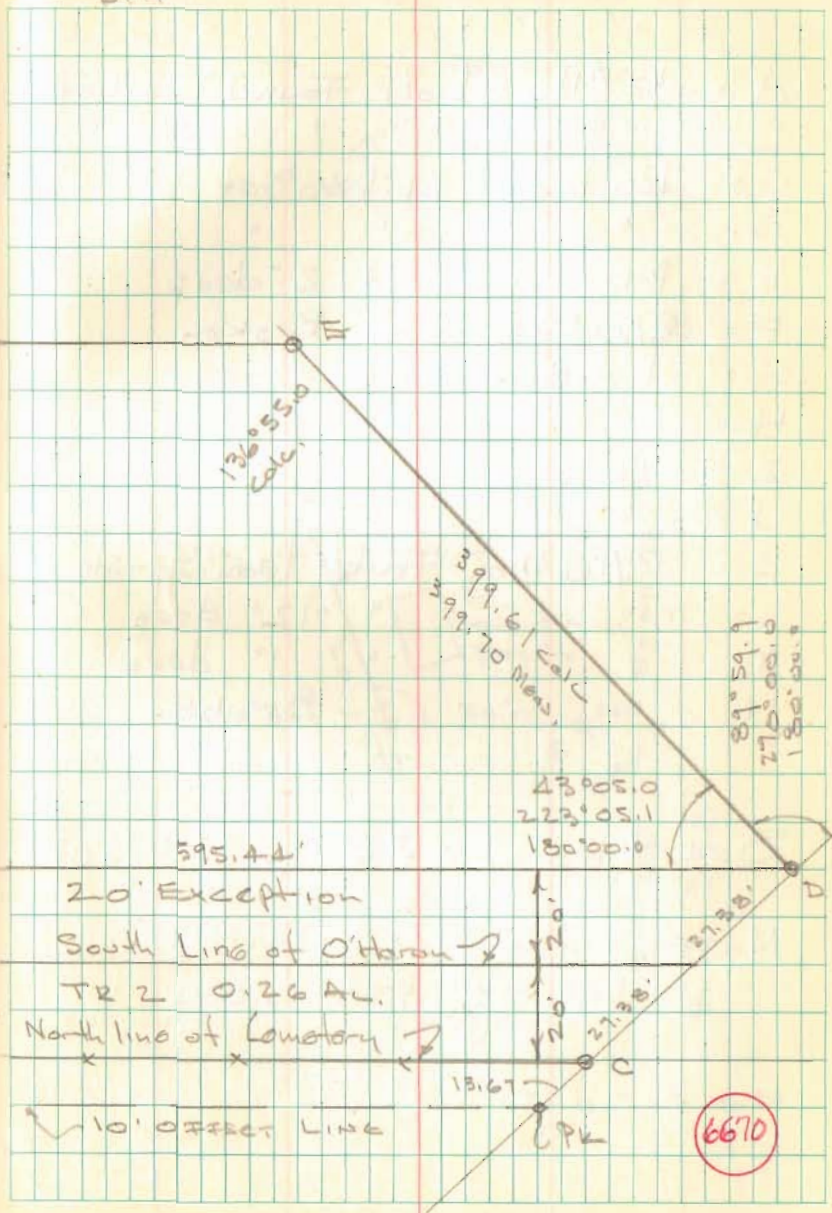 E
136°55.0
Calc.
399.61 Calc
399.70 Meas.
89°59.9
270°00.0
180°00.0
43°05.0
223°05.1
180°00.0
595.44'
D
20' Exception
20'
27.38'
South Line of O'Haron
TR 2 0.26 Ac.
20'
27.38'
North line of Cemetery
C
13.67
10' OFFSET LINE
PK
6670